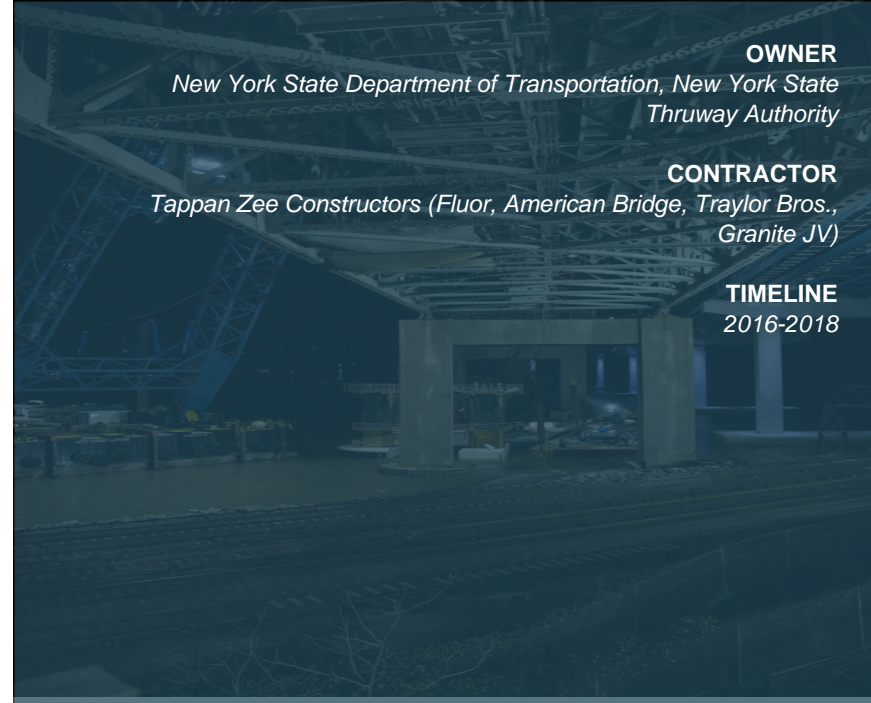 OWNER
New York State Department of Transportation, New York State
Thruway Authority
CONTRACTOR
Tappan Zee Constructors (Fluor, American Bridge, Traylor Bros.,
Granite JV)
TIMELINE
2016-2018